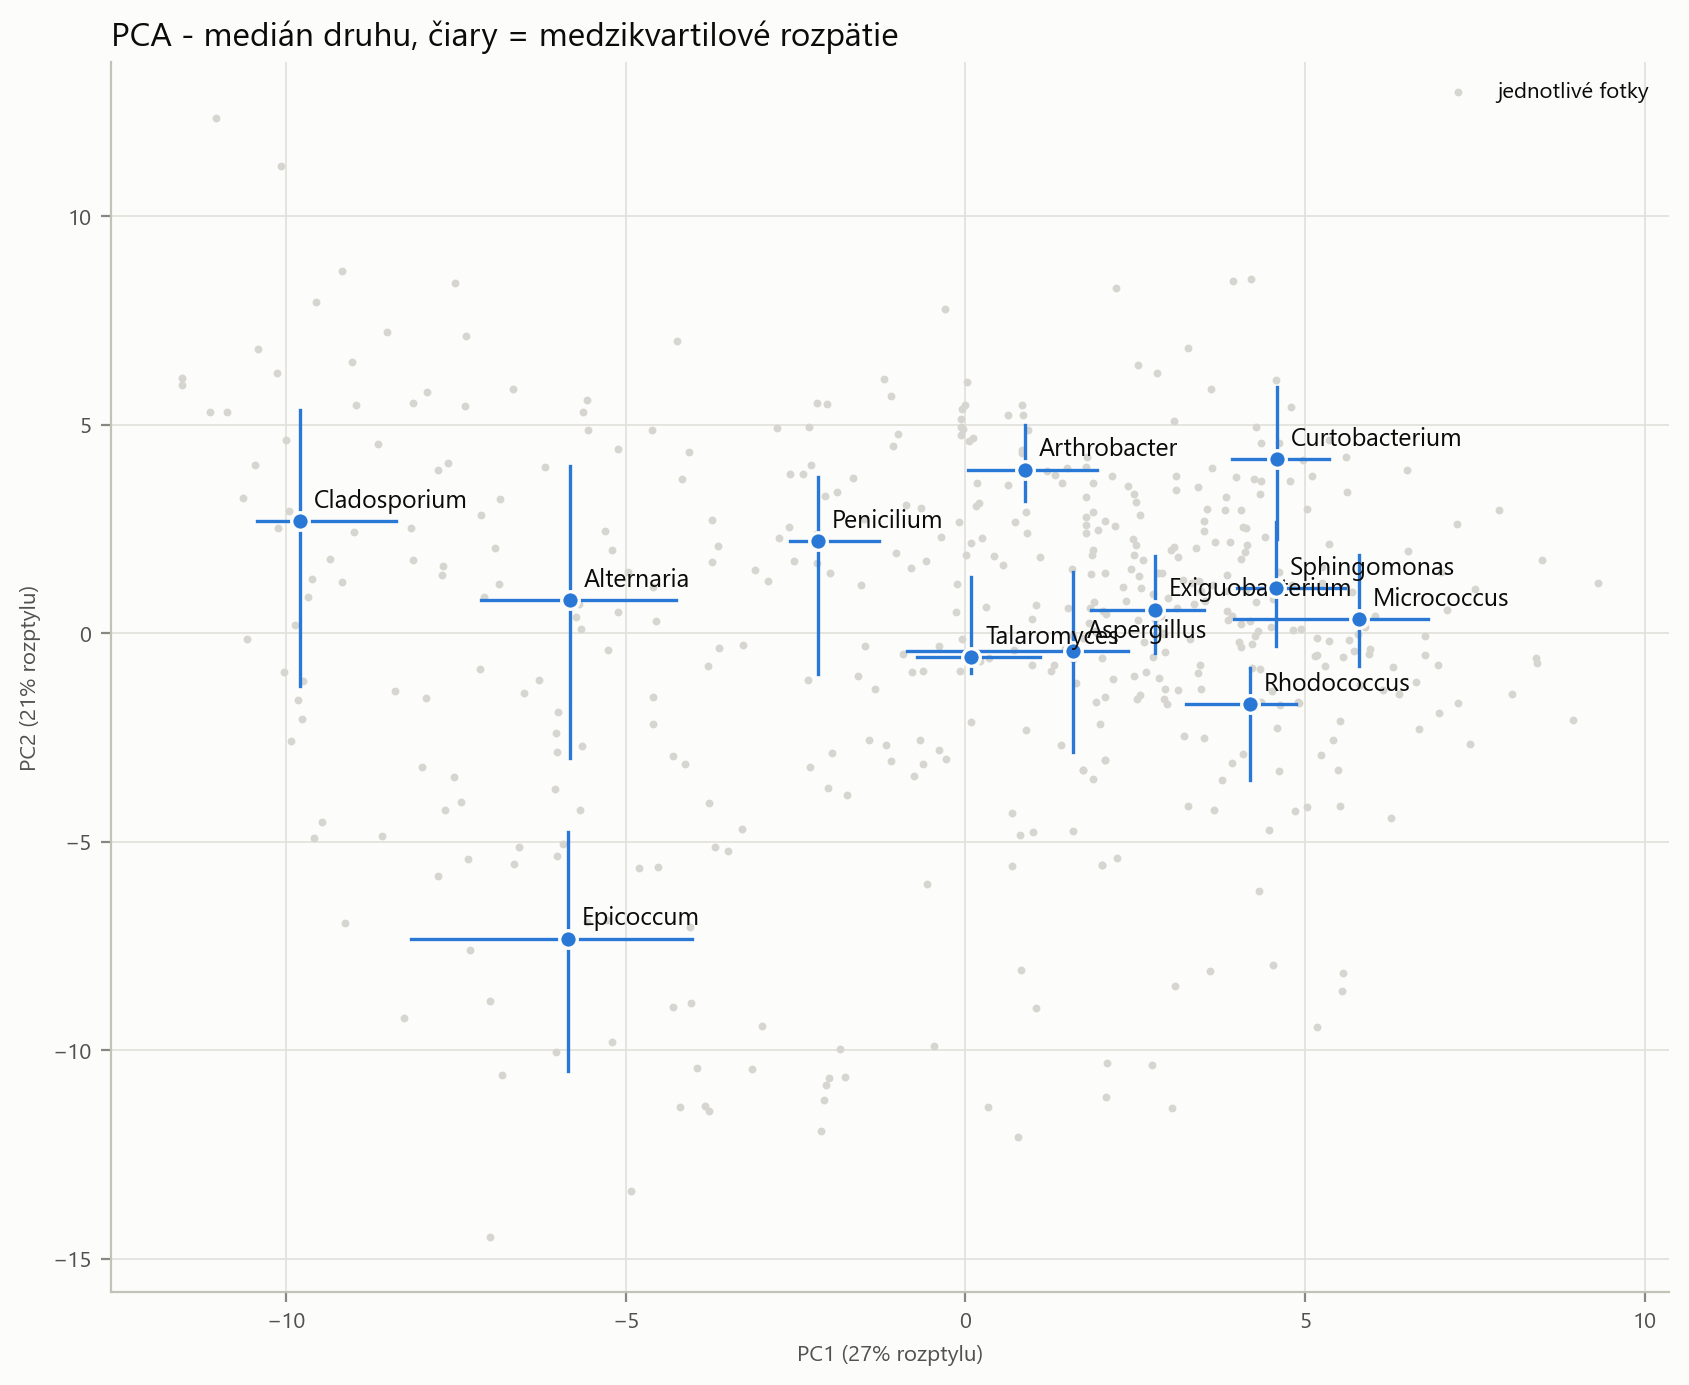 PCA - medián druhu, čiary = medzikvartilové rozpätie
jednotlivé fotky
10
5
0
−5
−10
−15
PC2 (21% rozptylu)
Cladosporium
Alternaria
Penicilium
Arthrobacter
Curtobacterium
Sphingomonas
Exiguobacterium
Micrococcus
Talaromyces
Aspergillus
Rhodococcus
Epicoccum
−10
−5
0
5
10
PC1 (27% rozptylu)